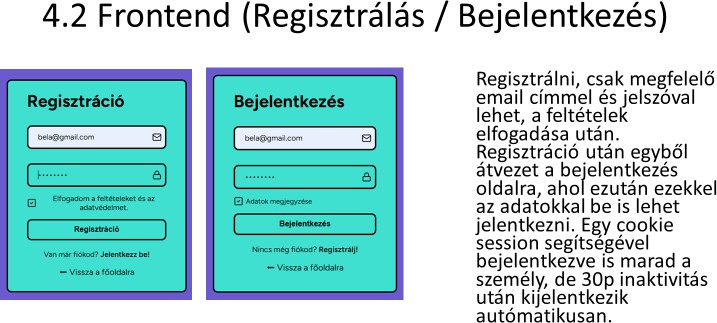 4.2 Frontend (Regisztrálás / Bejelentkezés)
Regisztráció
bela@gmail.com
Elfogadom a feltételeket és az
adatvédelmet.
Regisztráció
Van már fiókod? Jelentkezz be!
← Vissza a főoldalra
Bejelentkezés
bela@gmail.com
Adatok megjegyzése
Bejelentkezés
Nincs még fiókod? Regisztrálj!
← Vissza a főoldalra
Regisztrálni, csak megfelelő
email címmel és jelszóval
lehet, a feltételek
elfogadása után.
Regisztráció után egyből
átvezet a bejelentkezés
oldalra, ahol ezután ezekkel
az adatokkal be is lehet
jelentkezni. Egy cookie
session segítségével
bejelentkezve is marad a
személy, de 30p inaktivitás
után kijelentkezik
autómatikusan.